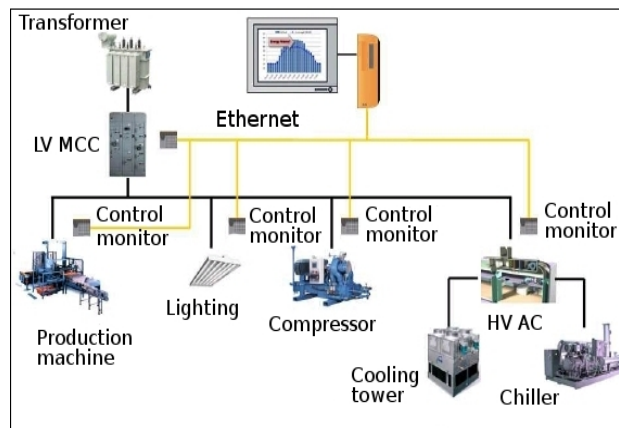 Transformer
Ethernet
LV MCC
Control
monitor
Control
monitor
Control
monitor
Control
monitor
Production
machine
Lighting
Compressor
HV AC
Cooling
tower
Chiller